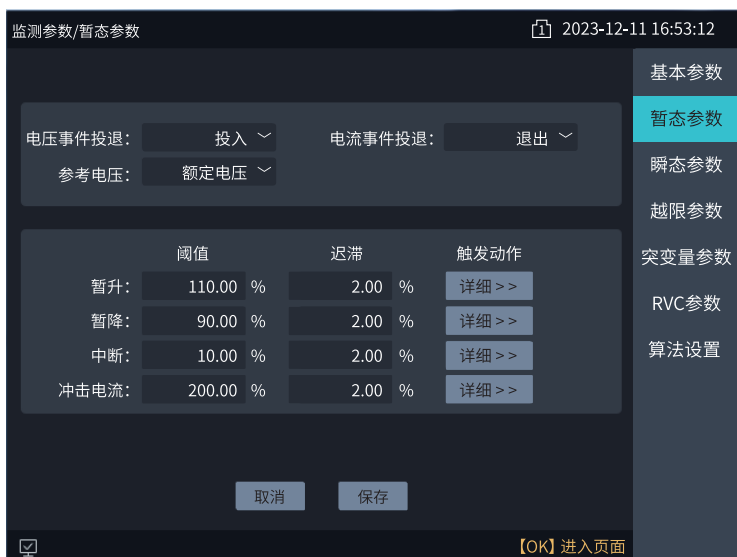 监测参数/暂态参数 1 2023-12-11 16:53:12
基本参数
暂态参数
瞬态参数
越限参数
突变量参数
RVC参数
算法设置
电压事件投退： 投入 电流事件投退： 退出
参考电压： 额定电压
阈值 迟滞 触发动作
暂升： 110.00 % 2.00 % 详细>>
暂降： 90.00 % 2.00 % 详细>>
中断： 10.00 % 2.00 % 详细>>
冲击电流： 200.00 % 2.00 % 详细>>
取消 保存
【OK】进入页面